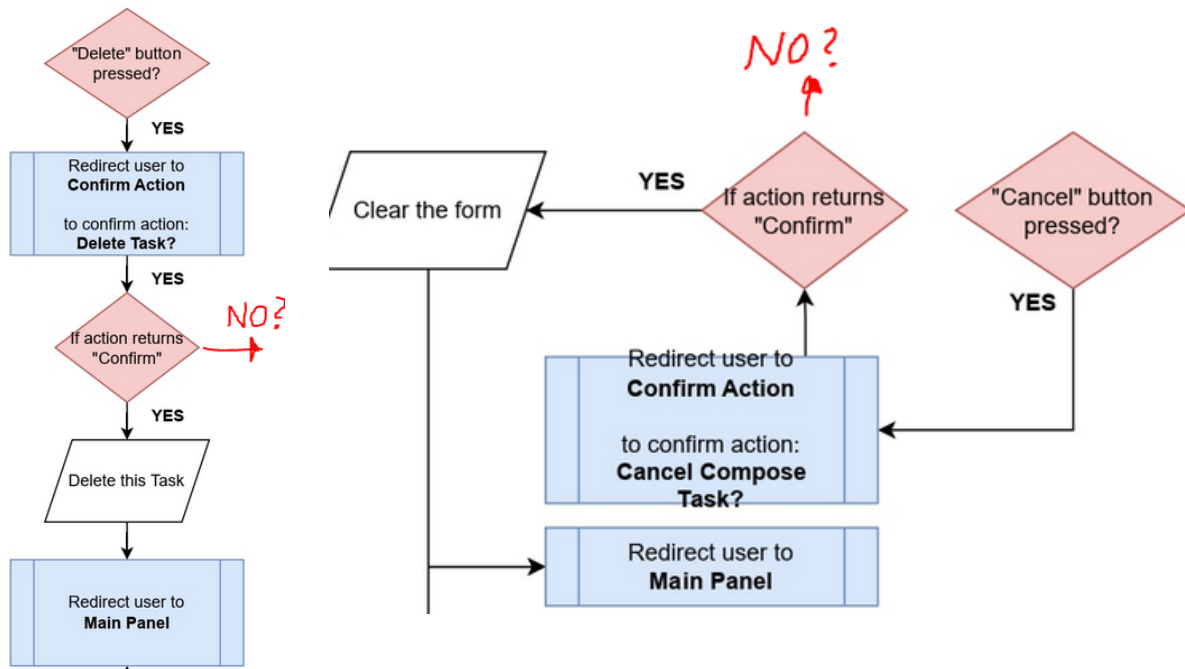 "Delete" button
pressed?
YES
Redirect user to
Confirm Action
to confirm action:
Delete Task?
YES
If action returns
"Confirm"
NO?
YES
Delete this Task
Redirect user to
Main Panel
NO?
Clear the form
YES
If action returns
"Confirm"
"Cancel" button
pressed?
YES
Redirect user to
Confirm Action
to confirm action:
Cancel Compose
Task?
Redirect user to
Main Panel